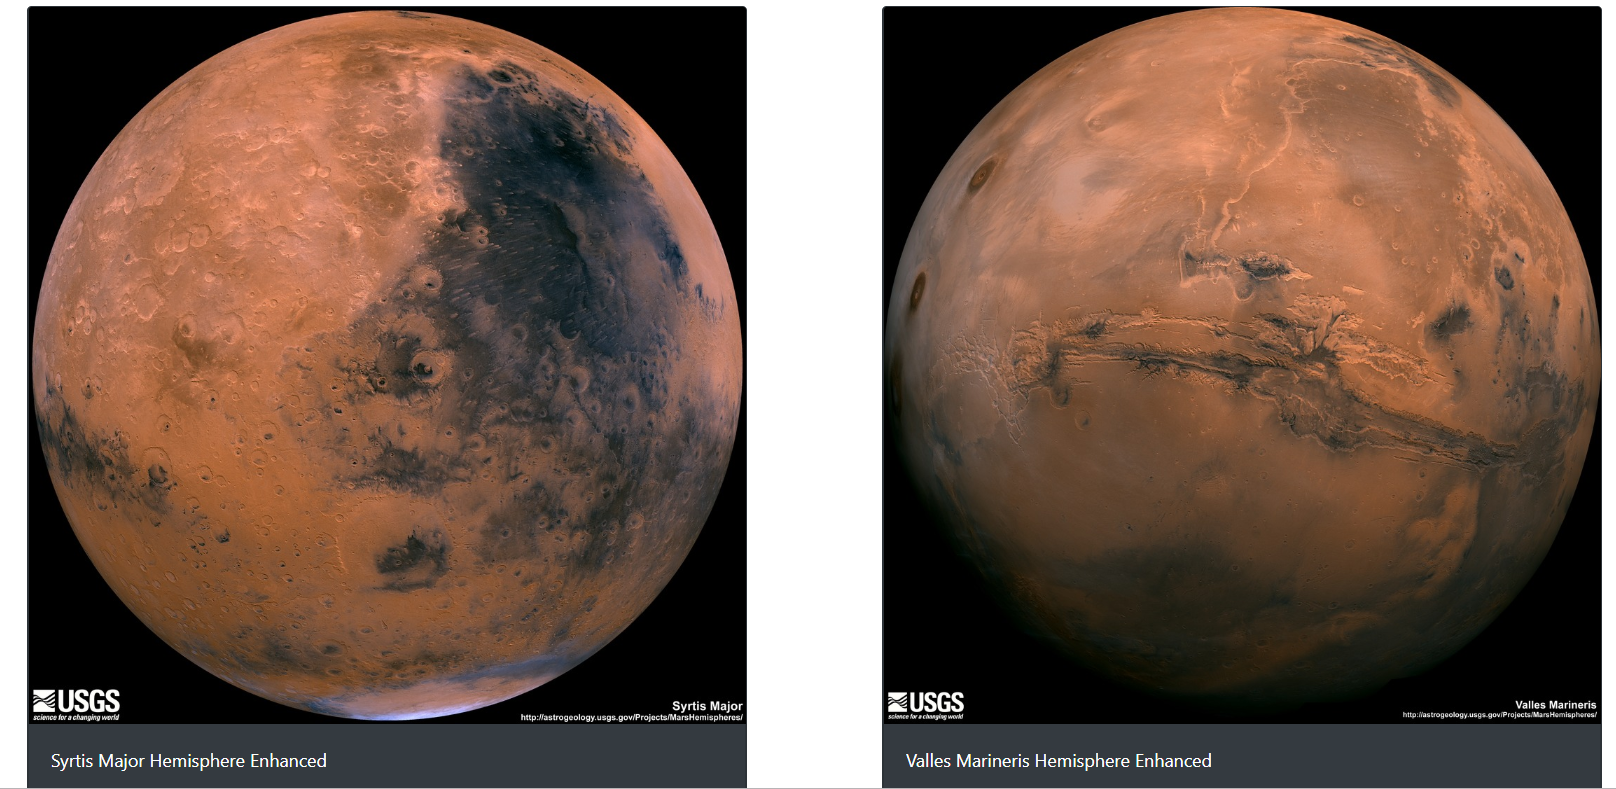 USGS
science for a changing world
Syrtis Major
http://astrogeology.usgs.gov/Projects/MarsHemispheres/
Syrtis Major Hemisphere Enhanced
USGS
science for a changing world
Valles Marineris
http://astrogeology.usgs.gov/Projects/MarsHemispheres/
Valles Marineris Hemisphere Enhanced